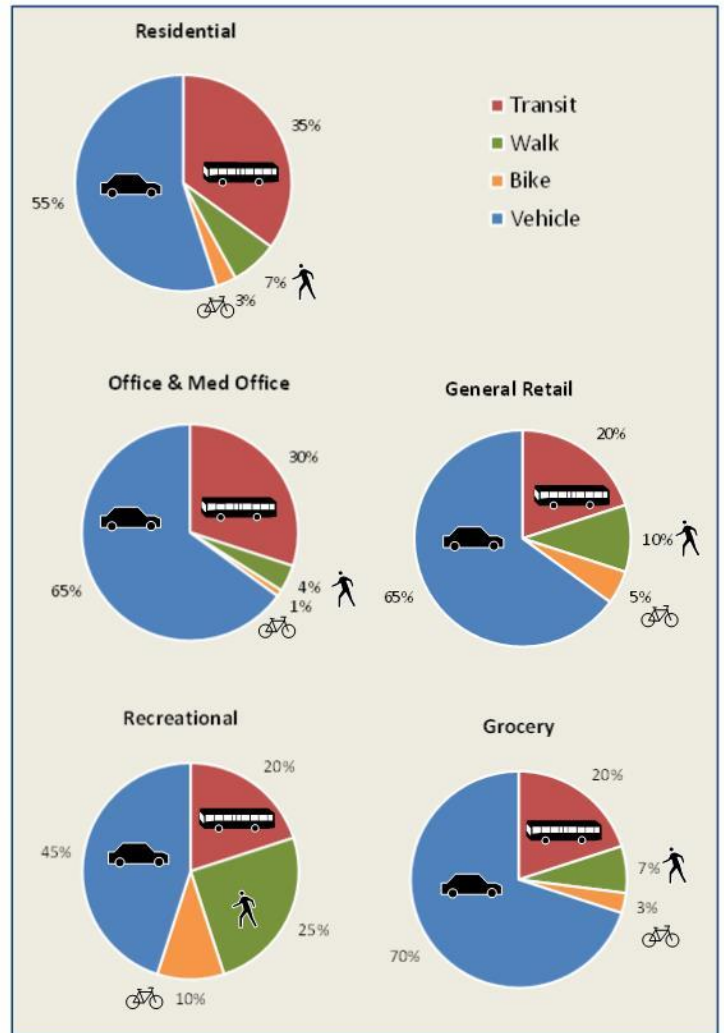 Residential
35%
55%
7%
3%
Transit
Walk
Bike
Vehicle
Office & Med Office
30%
65%
4%
1%
General Retail
20%
10%
65%
5%
Recreational
20%
45%
25%
10%
Grocery
20%
7%
3%
70%